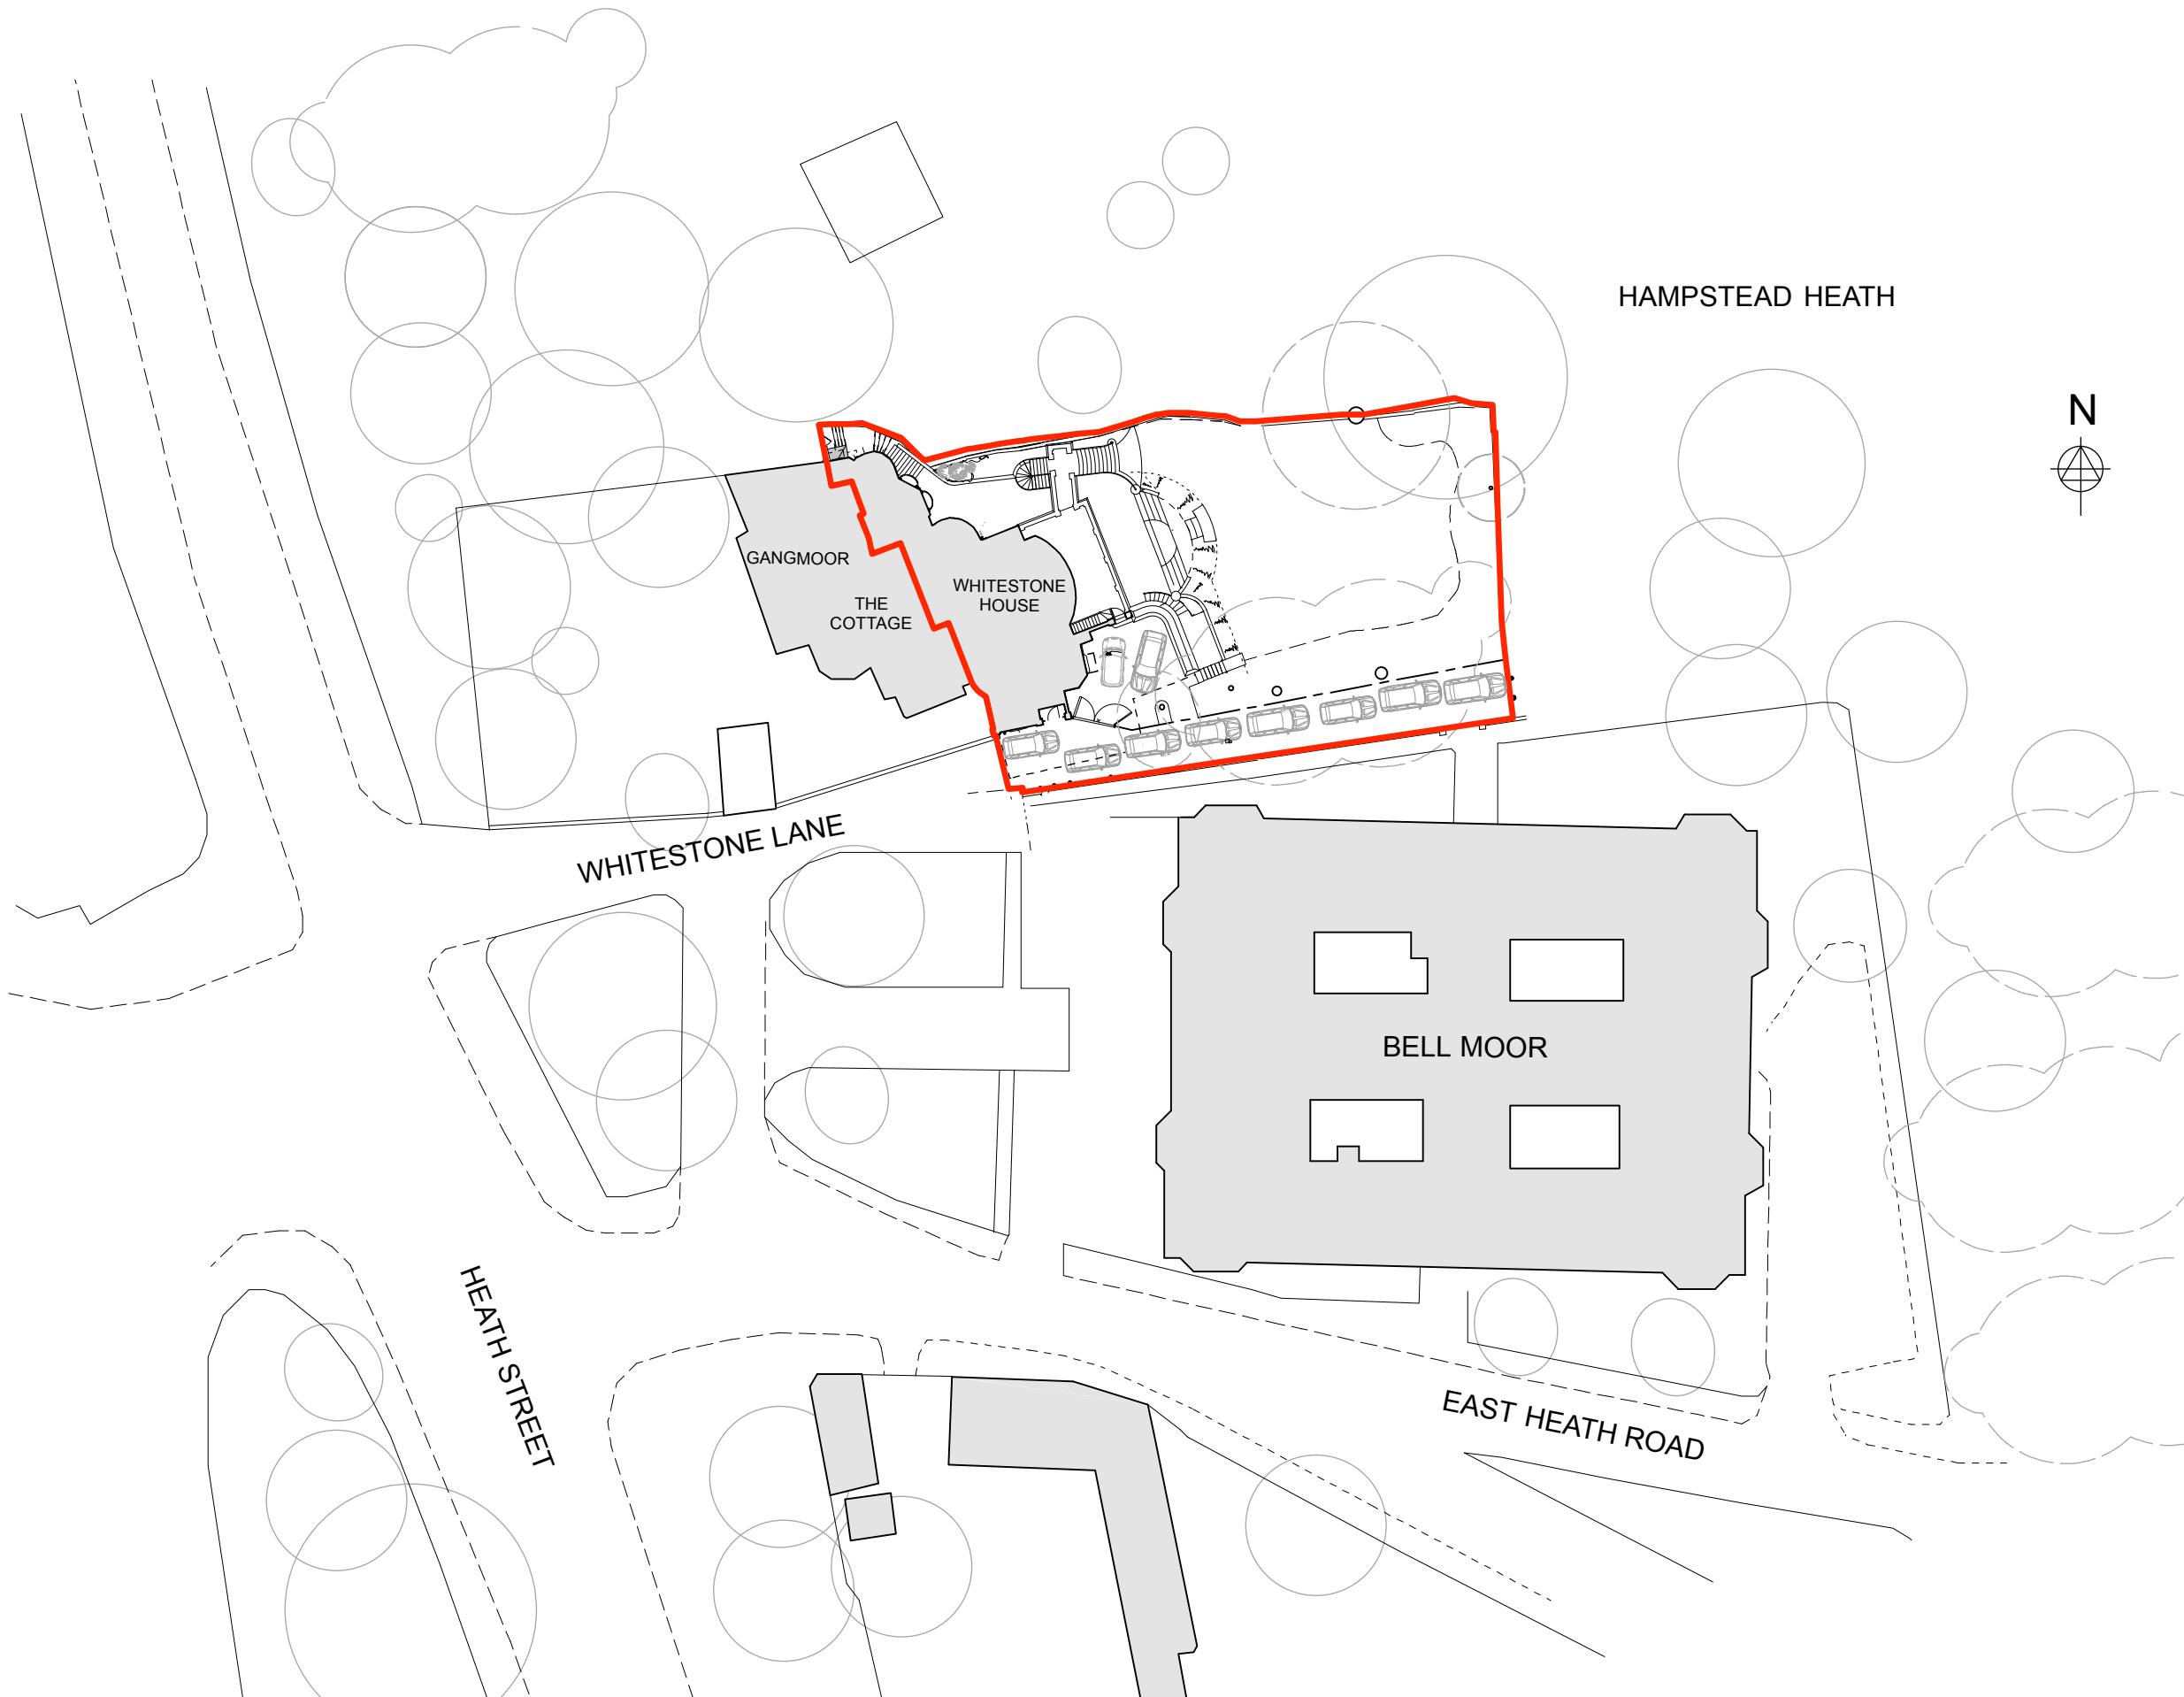 HAMPSTEAD HEATH
N
GANGMOOR
WHITESTONE
HOUSE
THE
COTTAGE
WHITESTONE LANE
BELL MOOR
HEATH STREET
EAST HEATH ROAD